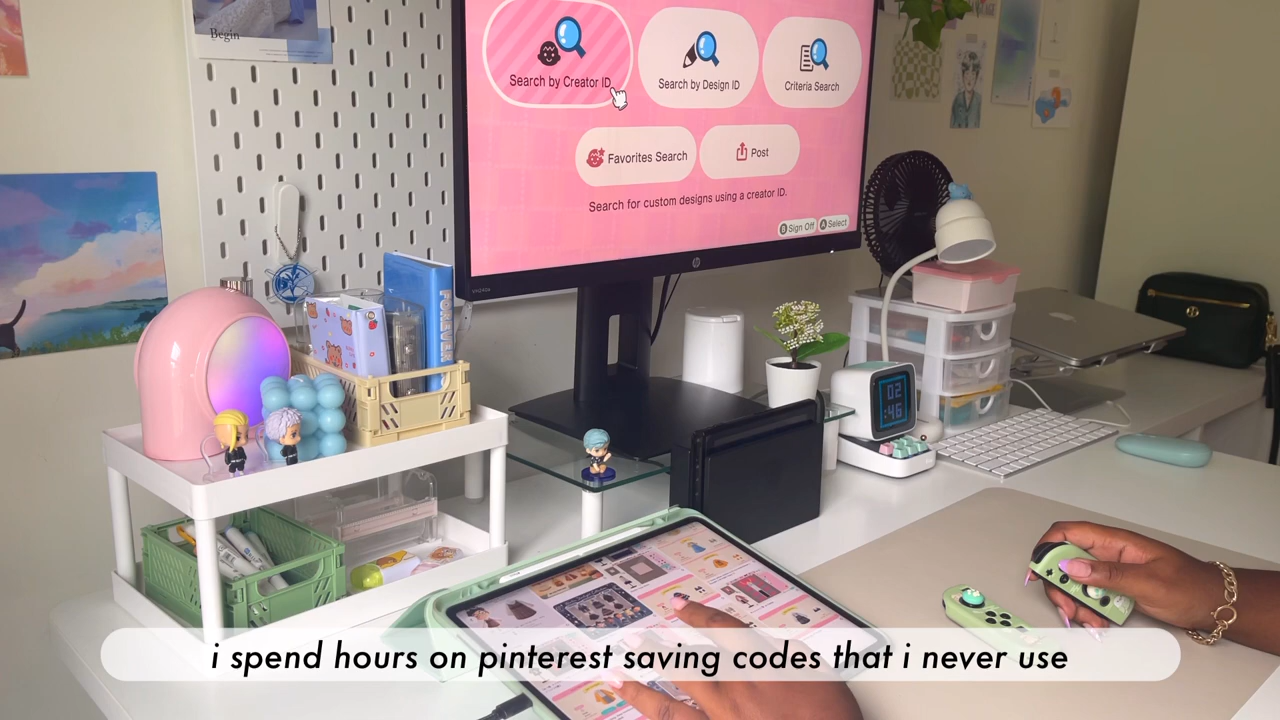 Begin
Search by Creator ID
Search by Design ID
Criteria Search
Favorites Search
Post
Search for custom designs using a creator ID.
B Sign Off A Select
hp
FOREVER
02
:46
i spend hours on pinterest saving codes that i never use